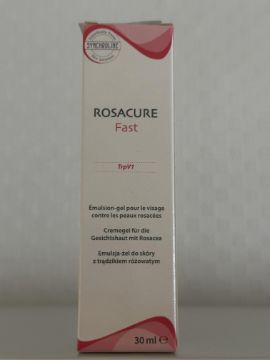 SYNCHROLINE
ROSACURE
Fast
TrpV1
Émulsion-gel pour le visage
contre les peaux rosacées
Cremegel für die
Gesichtshaut mit Rosacea
Emulsja-żel do skóry
z trądzikiem różowatym
30 ml ℮